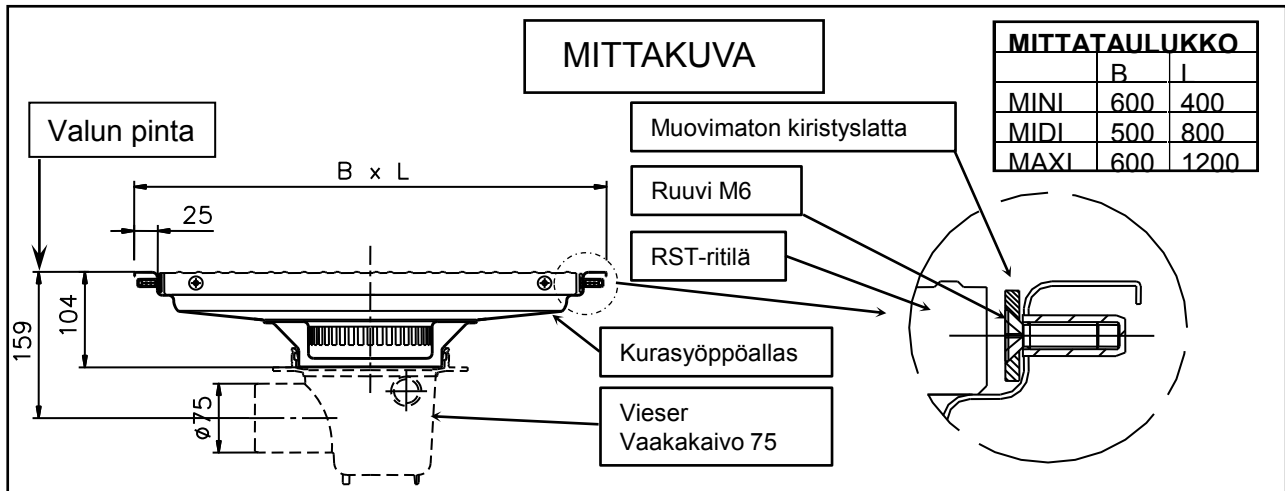 MITTAKUVA
MITTATAULUKKO
B L
MINI 600 400
MIDI 500 800
MAXI 600 1200
Valun pinta
Muovimaton kiristyslatta
B x L
Ruuvi M6
25
RST-ritilä
159
104
Kurasyöppöallas
ø75
Vieser
Vaakakaivo 75